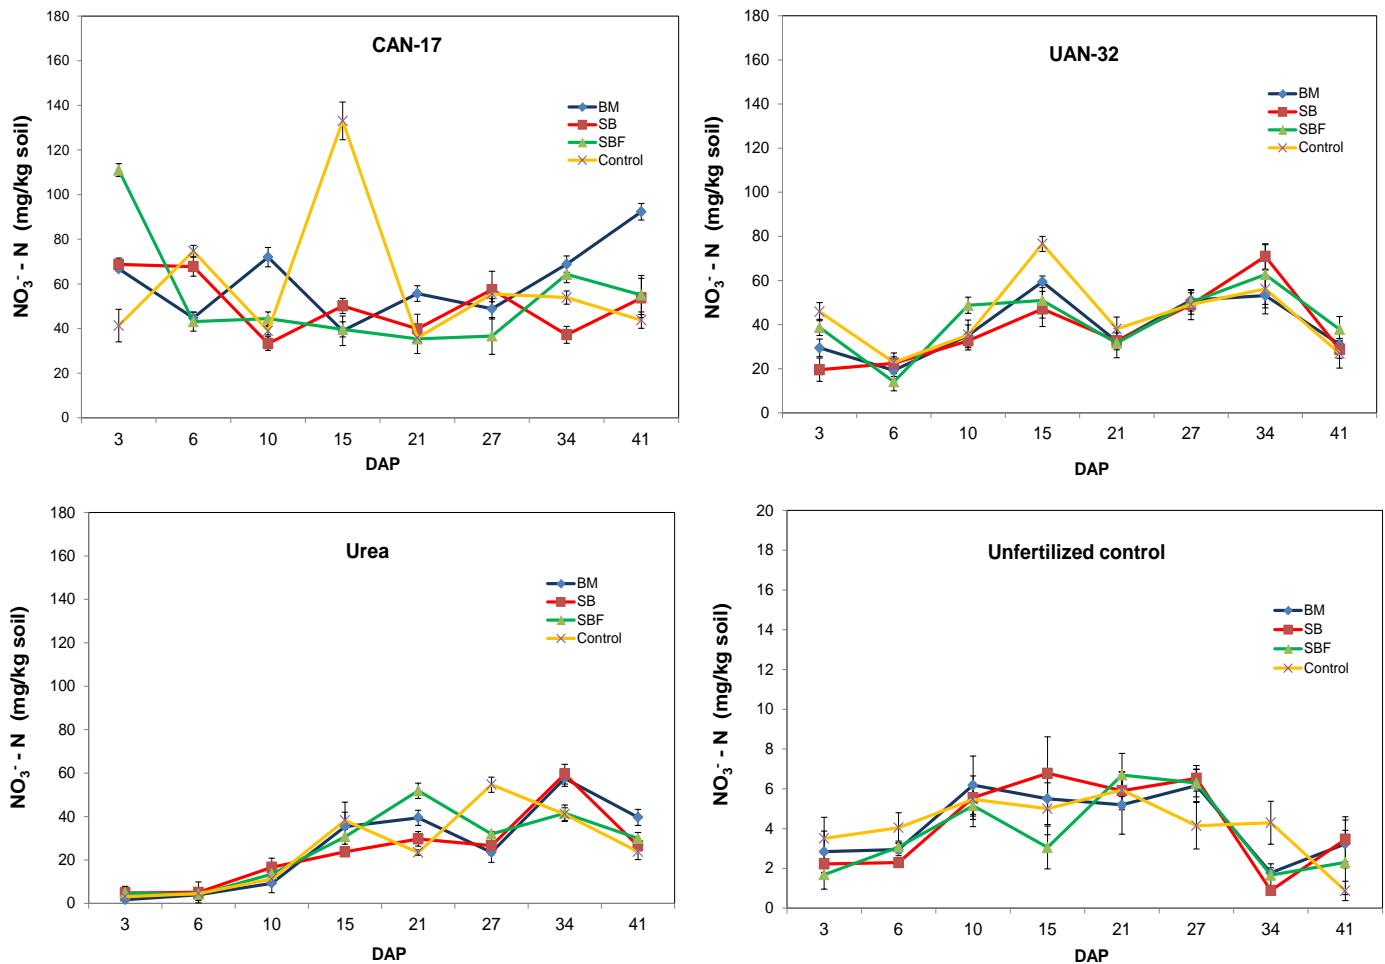 CAN-17
NO₃⁻ - N (mg/kg soil)
180
160
140
120
100
80
60
40
20
0
BM
SB
SBF
Control
3 6 10 15 21 27 34 41
DAP
UAN-32
NO₃⁻ - N (mg/kg soil)
180
160
140
120
100
80
60
40
20
0
BM
SB
SBF
Control
3 6 10 15 21 27 34 41
DAP
Urea
NO₃⁻ - N (mg/kg soil)
180
160
140
120
100
80
60
40
20
0
BM
SB
SBF
Control
3 6 10 15 21 27 34 41
DAP
Unfertilized control
NO₃⁻ - N (mg/kg soil)
20
18
16
14
12
10
8
6
4
2
0
BM
SB
SBF
Control
3 6 10 15 21 27 34 41
DAP